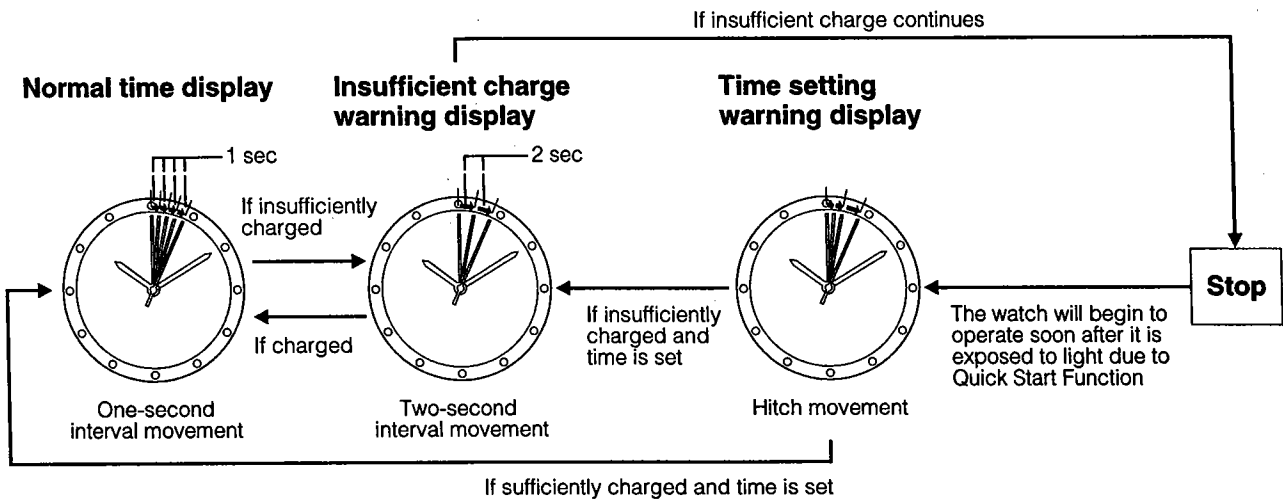 If insufficient charge continues
Normal time display
Insufficient charge
warning display
Time setting
warning display
1 sec
2 sec
If insufficiently
charged
If charged
If insufficiently
charged and
time is set
Stop
The watch will begin to
operate soon after it is
exposed to light due to
Quick Start Function
One-second
interval movement
Two-second
interval movement
Hitch movement
If sufficiently charged and time is set